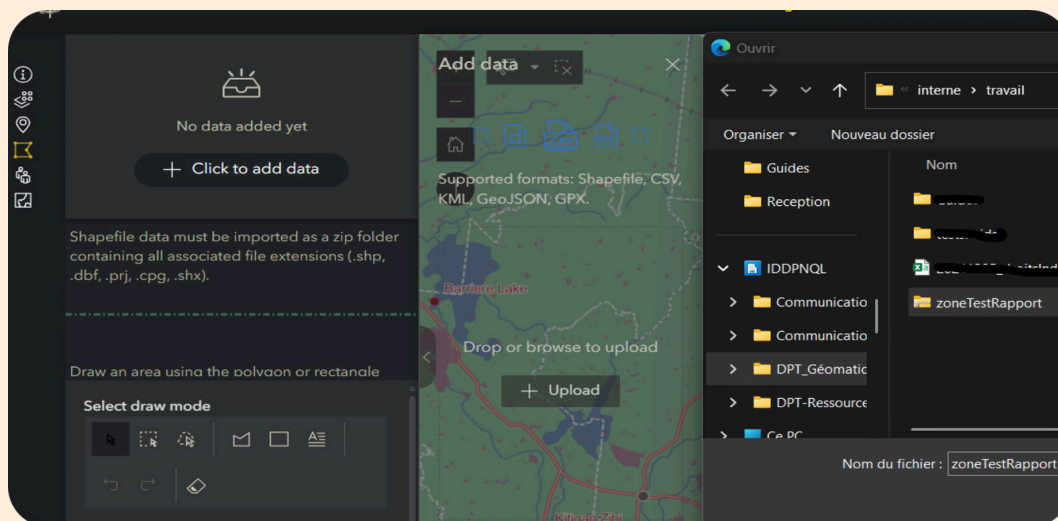 No data added yet
Click to add data
Shapefile data must be imported as a zip folder
containing all associated file extensions (.shp,
.dbf, .prj, .cpg, .shx).
Draw an area using the polygon or rectangle
Select draw mode
Add data
CSV
Supported formats: Shapefile, CSV,
KML, GeoJSON, GPX.
Barriere Lake
Drop or browse to upload
Upload
Kitigan Zibi
Ouvrir
« interne > travail
Organiser
Nouveau dossier
Guides
Reception
IDDPNQL
Communicatio
Communicatio
DPT_Géomatic
DPT-Ressource
Ce PC
Nom
zoneTestRapport
Nom du fichier : zoneTestRapport